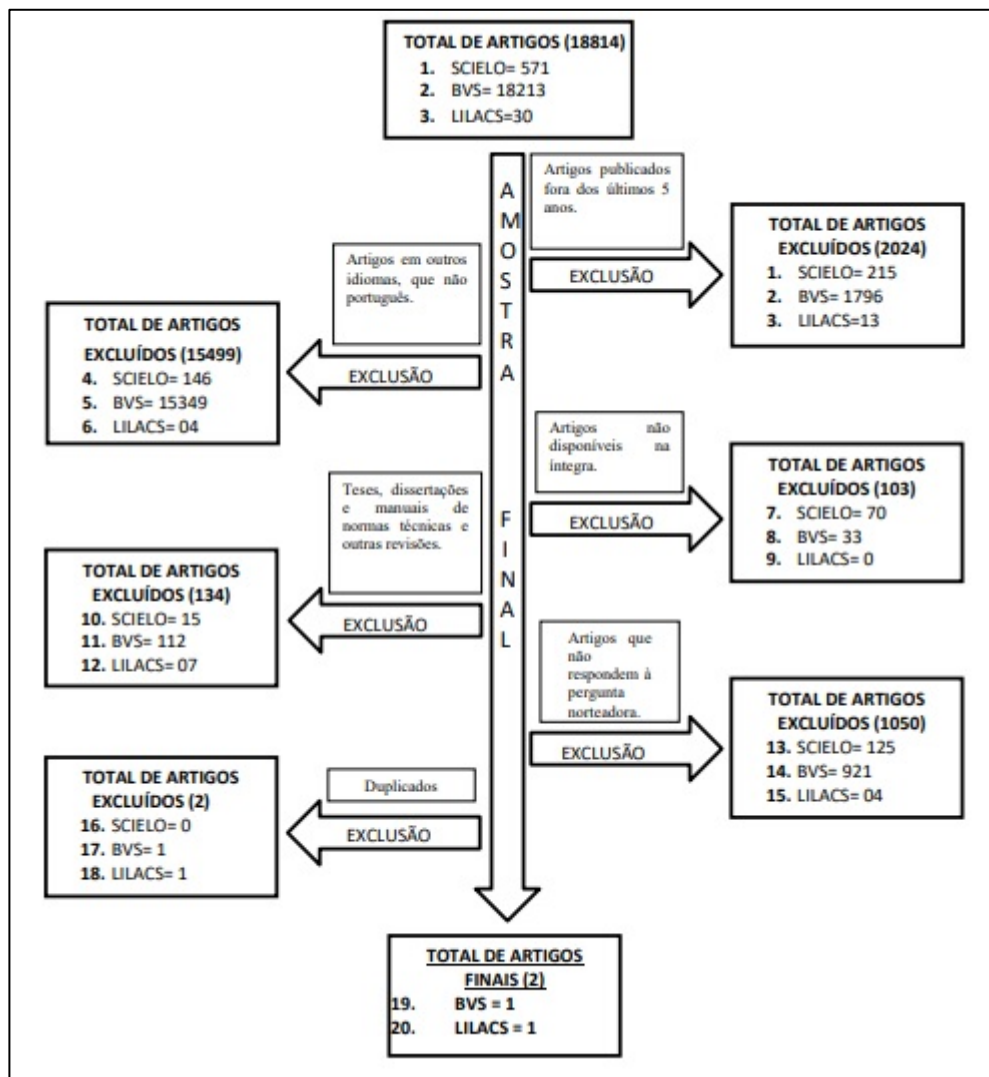 TOTAL DE ARTIGOS (18814)
1. SCIELO= 571
2. BVS= 18213
3. LILACS=30
AMOSTRA FINAL
Artigos publicados
fora dos últimos 5
anos.
EXCLUSÃO
TOTAL DE ARTIGOS
EXCLUÍDOS (2024)
1. SCIELO= 215
2. BVS= 1796
3. LILACS=13
Artigos em outros
idiomas, que não
português.
EXCLUSÃO
TOTAL DE ARTIGOS
EXCLUÍDOS (15499)
4. SCIELO= 146
5. BVS= 15349
6. LILACS= 04
Artigos não
disponíveis na
íntegra.
EXCLUSÃO
TOTAL DE ARTIGOS
EXCLUÍDOS (103)
7. SCIELO= 70
8. BVS= 33
9. LILACS= 0
Teses, dissertações
e manuais de
normas técnicas e
outras revisões.
EXCLUSÃO
TOTAL DE ARTIGOS
EXCLUÍDOS (134)
10. SCIELO= 15
11. BVS= 112
12. LILACS= 07
Artigos que
não
respondem à
pergunta
norteadora.
EXCLUSÃO
TOTAL DE ARTIGOS
EXCLUÍDOS (1050)
13. SCIELO= 125
14. BVS= 921
15. LILACS= 04
Duplicados
EXCLUSÃO
TOTAL DE ARTIGOS
EXCLUÍDOS (2)
16. SCIELO= 0
17. BVS= 1
18. LILACS= 1
TOTAL DE ARTIGOS
FINAIS (2)
19. BVS = 1
20. LILACS = 1